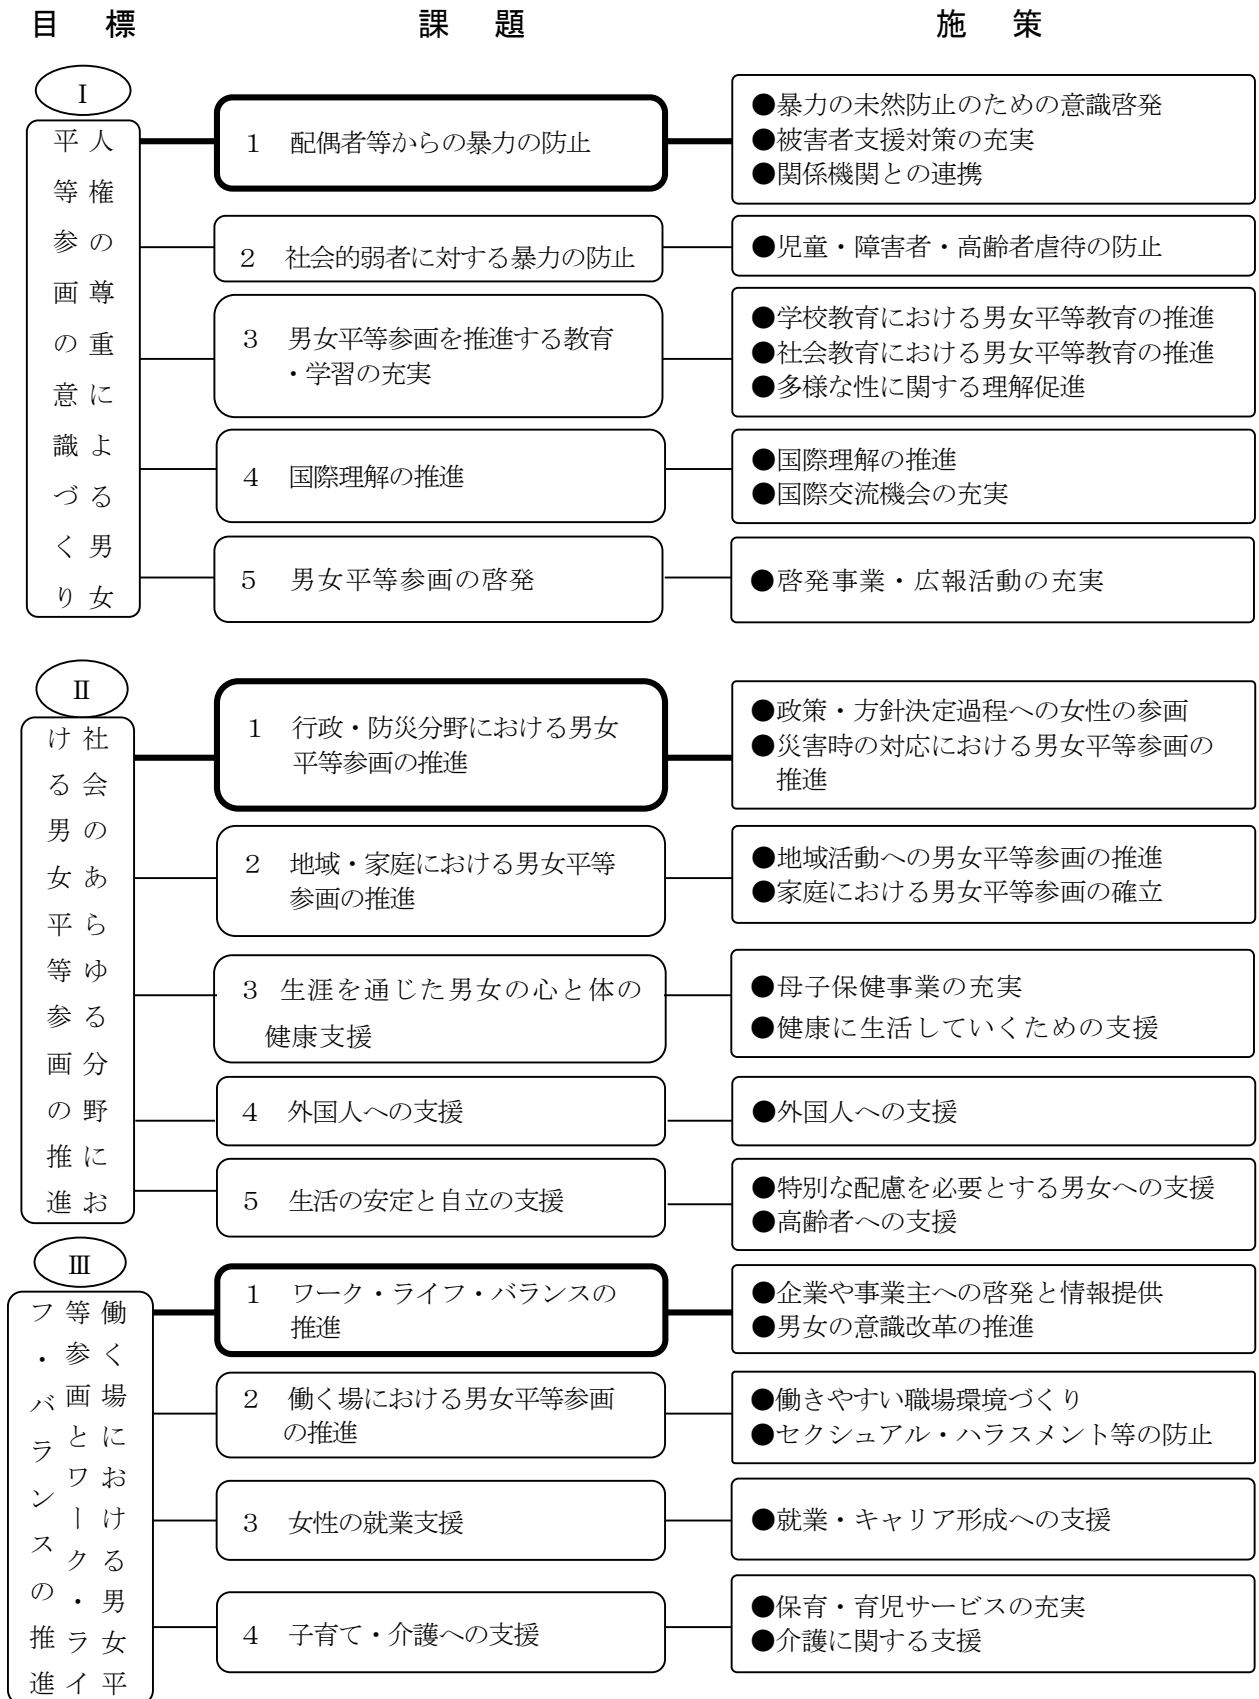 目　標　課　題　施　策
Ⅰ
人権の尊重による男女
平等参画の意識づくり
１　配偶者等からの暴力の防止
●暴力の未然防止のための意識啓発
●被害者支援対策の充実
●関係機関との連携
２　社会的弱者に対する暴力の防止
●児童・障害者・高齢者虐待の防止
３　男女平等参画を推進する教育
・学習の充実
●学校教育における男女平等教育の推進
●社会教育における男女平等教育の推進
●多様な性に関する理解促進
４　国際理解の推進
●国際理解の推進
●国際交流機会の充実
５　男女平等参画の啓発
●啓発事業・広報活動の充実
Ⅱ
社会のあらゆる分野にお
ける男女平等参画の推進
１　行政・防災分野における男女
平等参画の推進
●政策・方針決定過程への女性の参画
●災害時の対応における男女平等参画の
推進
２　地域・家庭における男女平等
参画の推進
●地域活動への男女平等参画の推進
●家庭における男女平等参画の確立
３ 生涯を通じた男女の心と体の
健康支援
●母子保健事業の充実
●健康に生活していくための支援
４　外国人への支援
●外国人への支援
５　生活の安定と自立の支援
●特別な配慮を必要とする男女への支援
●高齢者への支援
Ⅲ
働く場における男女平
等参画とワーク・ライ
フ・バランスの推進
１　ワーク・ライフ・バランスの
推進
●企業や事業主への啓発と情報提供
●男女の意識改革の推進
２　働く場における男女平等参画
の推進
●働きやすい職場環境づくり
●セクシュアル・ハラスメント等の防止
３　女性の就業支援
●就業・キャリア形成への支援
４　子育て・介護への支援
●保育・育児サービスの充実
●介護に関する支援